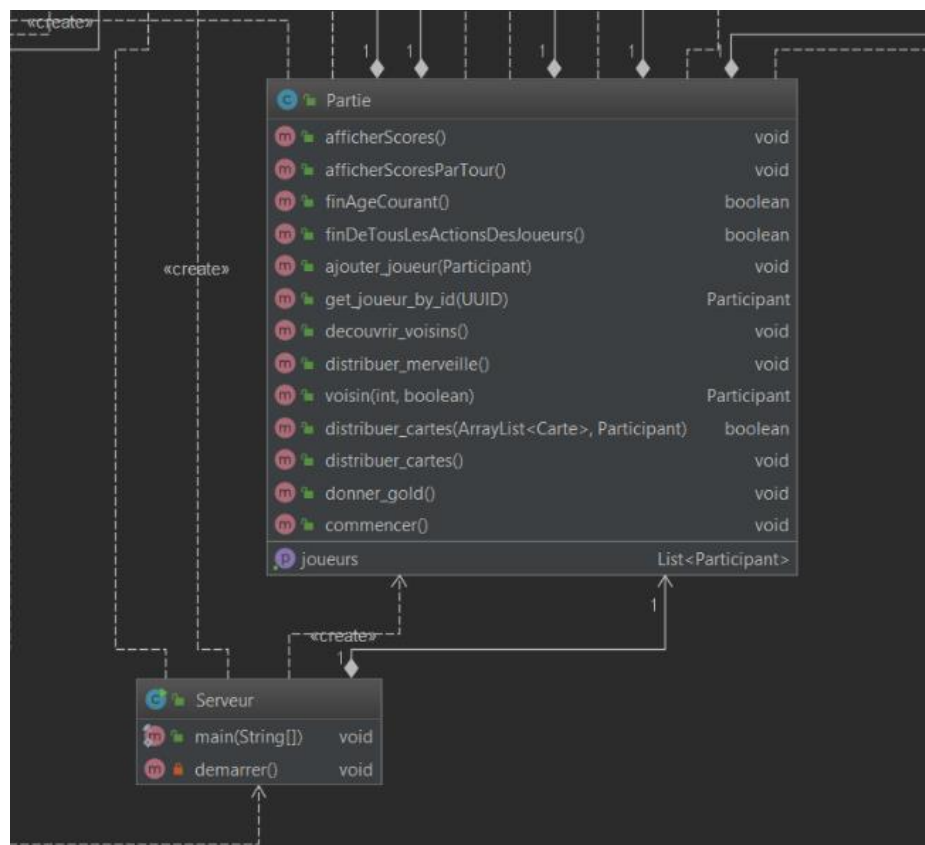 «create»
1 1 1 1 1
Partie
afficherScores() void
afficherScoresParTour() void
finAgeCourant() boolean
finDeTousLesActionsDesJoueurs() boolean
«create»
ajouter_joueur(Participant) void
get_joueur_by_id(UUID) Participant
decouvrir_voisins() void
distribuer_merveille() void
voisin(int, boolean) Participant
distribuer_cartes(ArrayList<Carte>, Participant) boolean
distribuer_cartes() void
donner_gold() void
commencer() void
joueurs List<Participant>
1
«create»
1
Serveur
main(String[]) void
demarrer() void